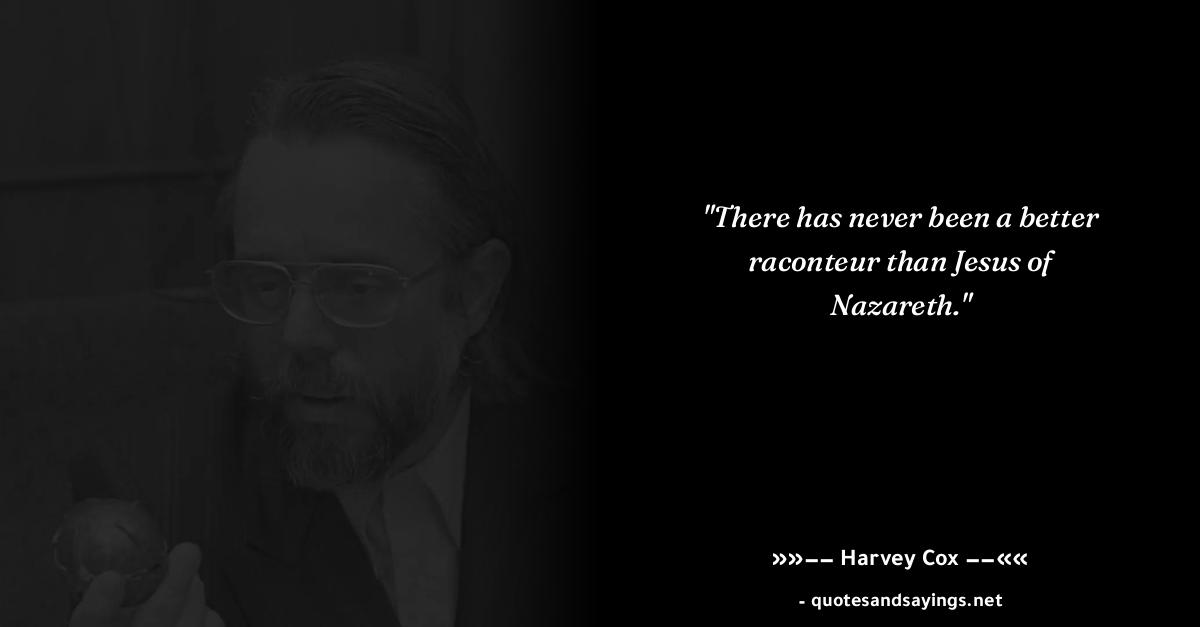 "There has never been a better
raconteur than Jesus of
Nazareth."
»»–– Harvey Cox ––««
- quotesandsayings.net